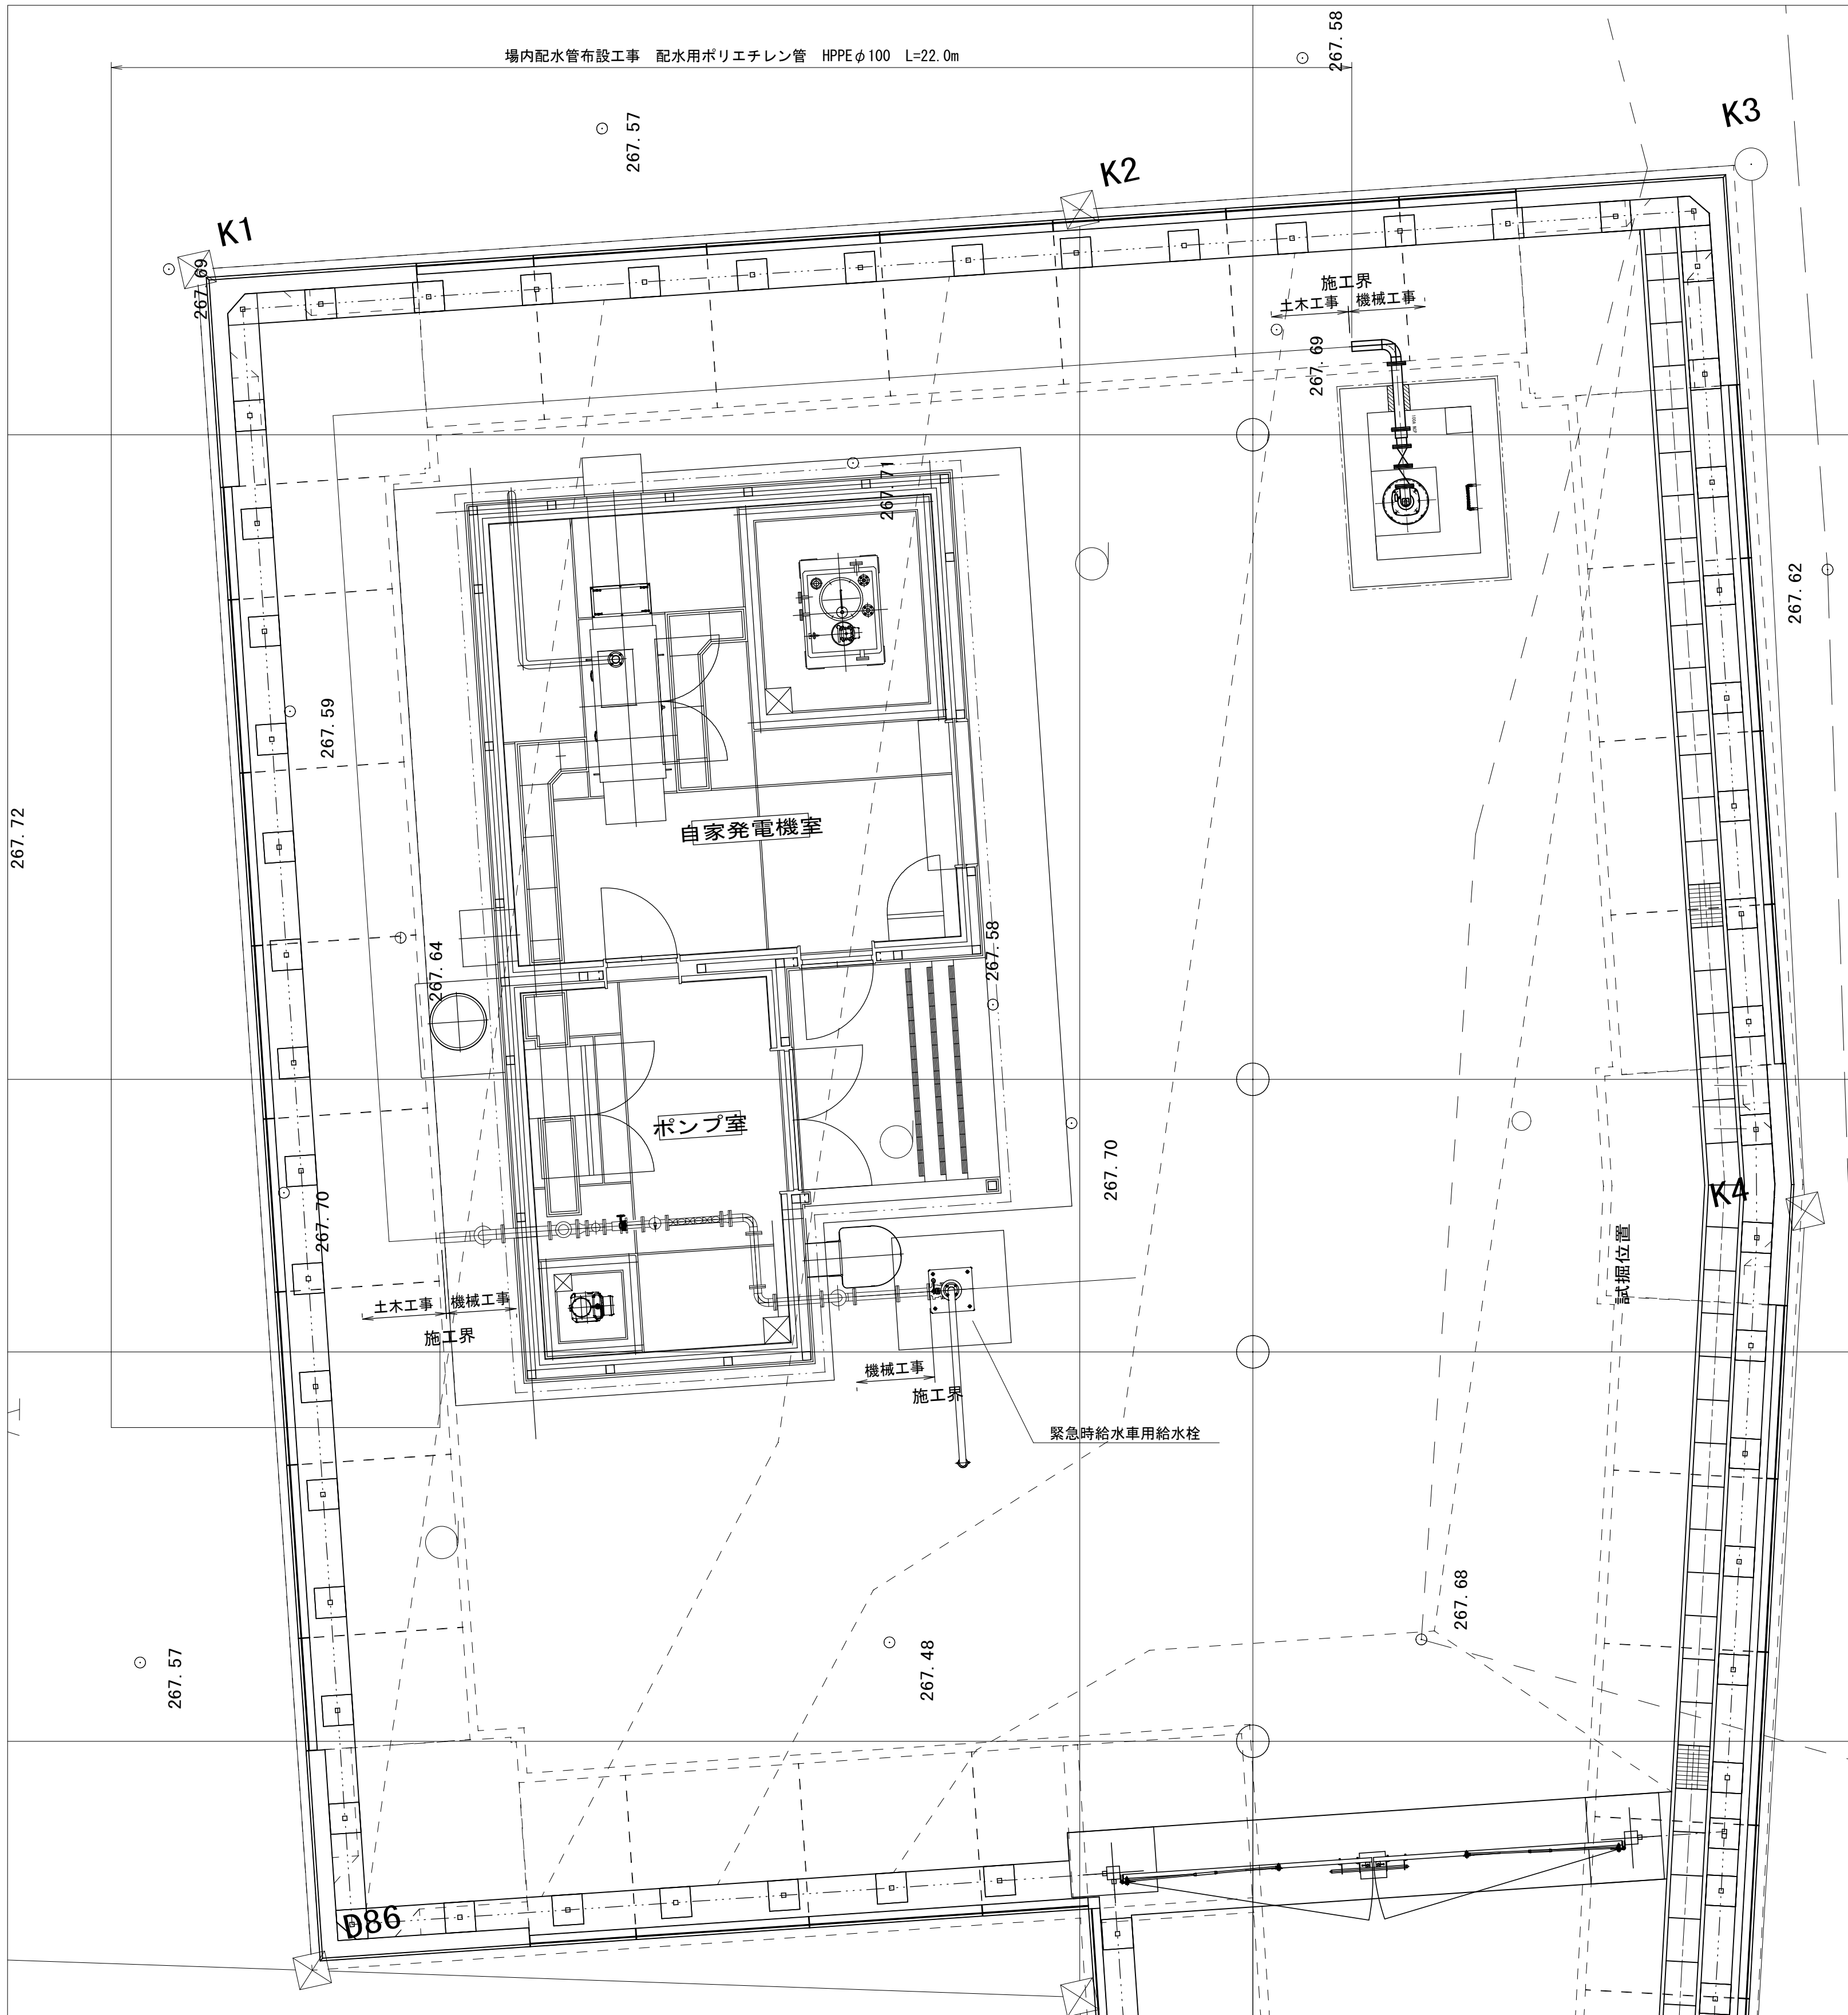 場内配水管布設工事　配水用ポリエチレン管　HPPEφ100　L=22.0m
267.58
267.57
K3
K2
K1
267.69
施工界
土木工事　機械工事
267.69
267.71
267.62
267.59
267.72
自家発電機室
267.64
267.58
ポンプ室
267.70
267.70
K4
試掘位置
土木工事　機械工事
施工界
機械工事
施工界
緊急時給水車用給水栓
267.68
267.57
267.48
D86